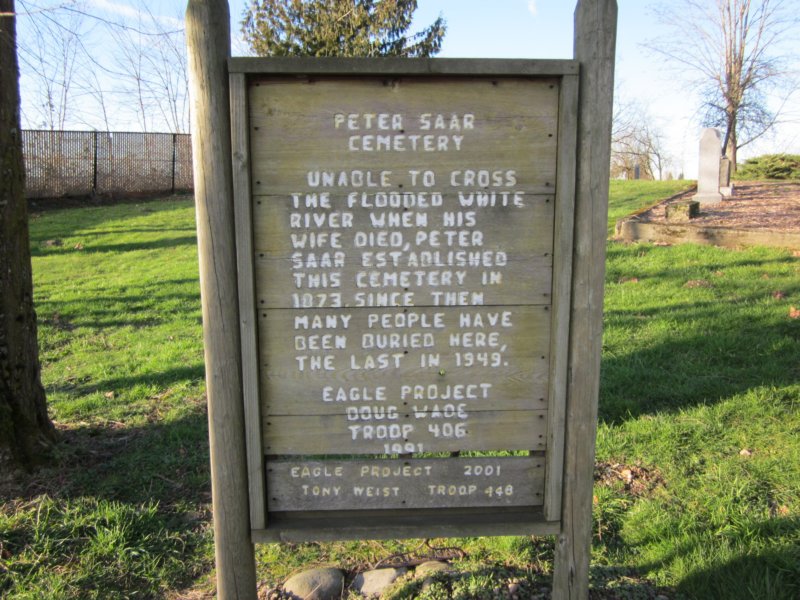 PETER SAAR
CEMETERY
UNABLE TO CROSS
THE FLOODED WHITE
RIVER WHEN HIS
WIFE DIED, PETER
SAAR ESTABLISHED
THIS CEMETERY IN
1873. SINCE THEN
MANY PEOPLE HAVE
BEEN BURIED HERE,
THE LAST IN 1949.
EAGLE PROJECT
DOUG WADE
TROOP 406
1991
EAGLE PROJECT 2001
TONY WEIST TROOP 448